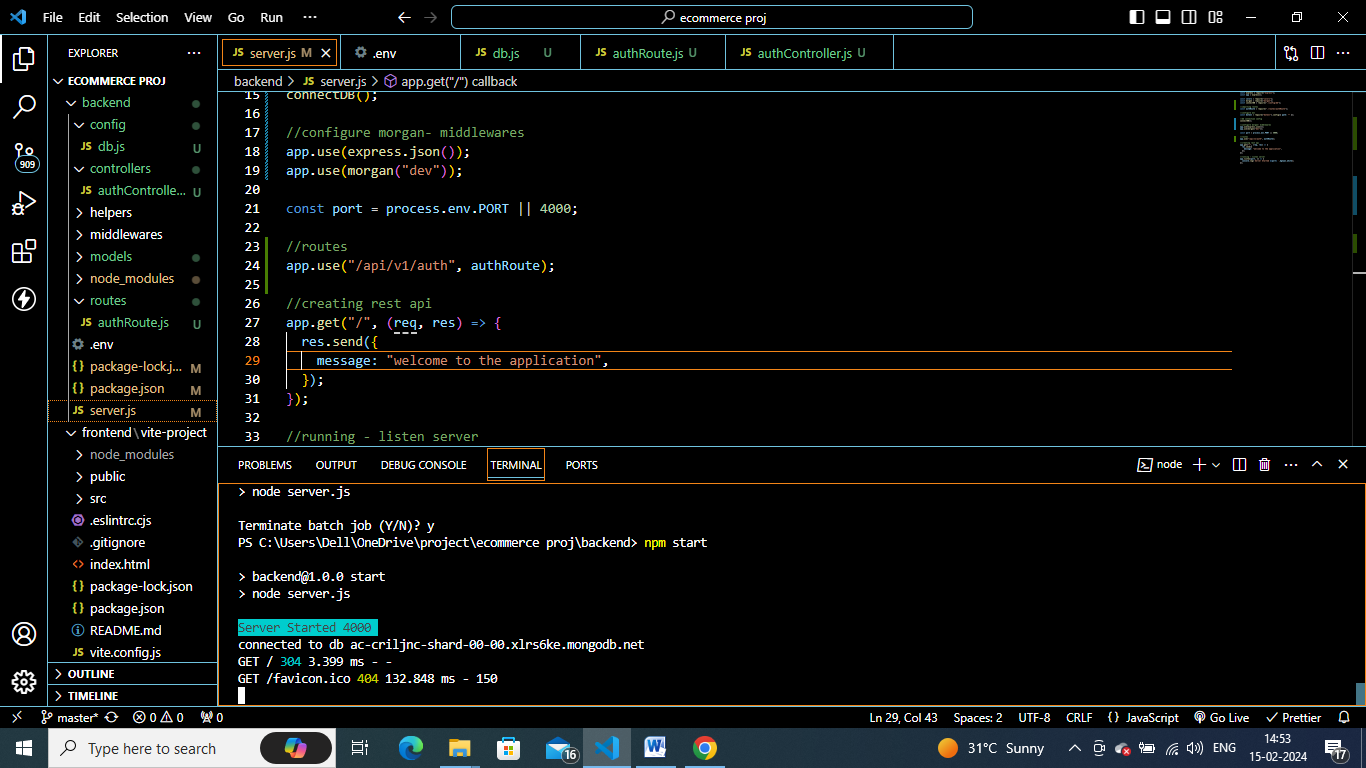 File Edit Selection View Go Run ··· ecommerce proj
EXPLORER ···
ECOMMERCE PROJ
backend
config
JS db.js U
controllers
JS authControlle... U
helpers
middlewares
models
node_modules
routes
JS authRoute.js U
.env
{} package-lock.j... M
{} package.json M
JS server.js M
frontend\vite-project
node_modules
public
src
.eslintrc.cjs
.gitignore
<> index.html
{} package-lock.json
{} package.json
README.md
JS vite.config.js
OUTLINE
TIMELINE
909
JS server.js M .env JS db.js U JS authRoute.js U JS authController.js U
backend > JS server.js > app.get("/") callback
15 connectDB();
16
17 //configure morgan- middlewares
18 app.use(express.json());
19 app.use(morgan("dev"));
20
21 const port = process.env.PORT || 4000;
22
23 //routes
24 app.use("/api/v1/auth", authRoute);
25
26 //creating rest api
27 app.get("/", (req, res) => {
28 res.send({
29 message: "welcome to the application",
30 });
31 });
32
33 //running - listen server
PROBLEMS OUTPUT DEBUG CONSOLE TERMINAL PORTS node
> node server.js
Terminate batch job (Y/N)? y
PS C:\Users\Dell\OneDrive\project\ecommerce proj\backend> npm start
> backend@1.0.0 start
> node server.js
Server Started 4000
connected to db ac-criljnc-shard-00-00.xlrs6ke.mongodb.net
GET / 304 3.399 ms - -
GET /favicon.ico 404 132.848 ms - 150
master* 0 0 0 Ln 29, Col 43 Spaces: 2 UTF-8 CRLF {} JavaScript Go Live Prettier
Type here to search 16 31°C Sunny ENG 14:53 15-02-2024 17